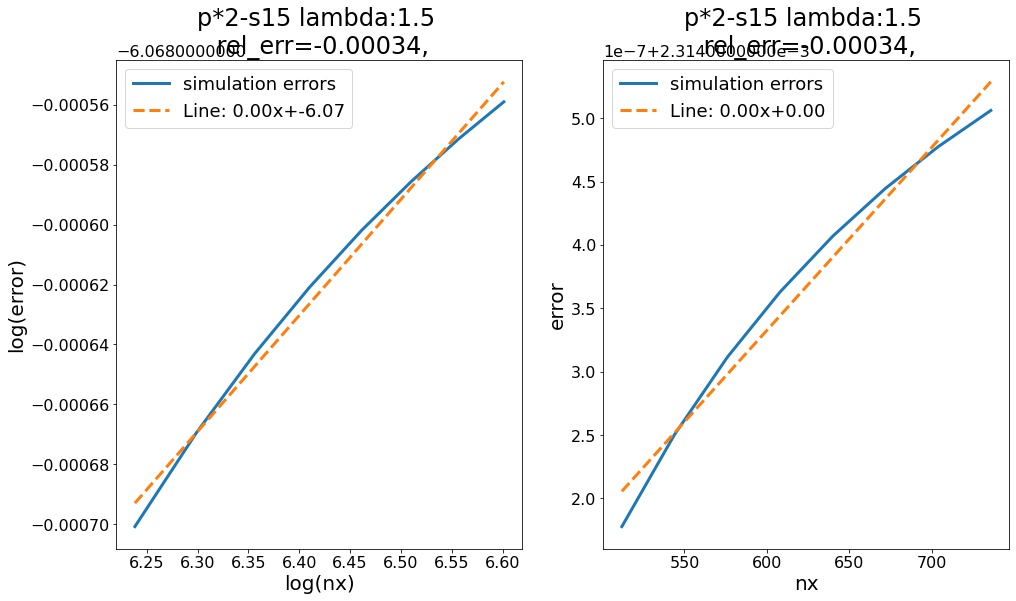 p*2-s15 lambda:1.5
rel_err=-0.00034,
−6.0680000000
simulation errors
Line: 0.00x+-6.07
−0.00056
−0.00058
−0.00060
−0.00062
−0.00064
−0.00066
−0.00068
−0.00070
log(error)
6.25 6.30 6.35 6.40 6.45 6.50 6.55 6.60
log(nx)
p*2-s15 lambda:1.5
rel_err=-0.00034,
1e−7+2.3140000000e−3
simulation errors
Line: 0.00x+0.00
5.0
4.5
4.0
3.5
3.0
2.5
2.0
error
550 600 650 700
nx